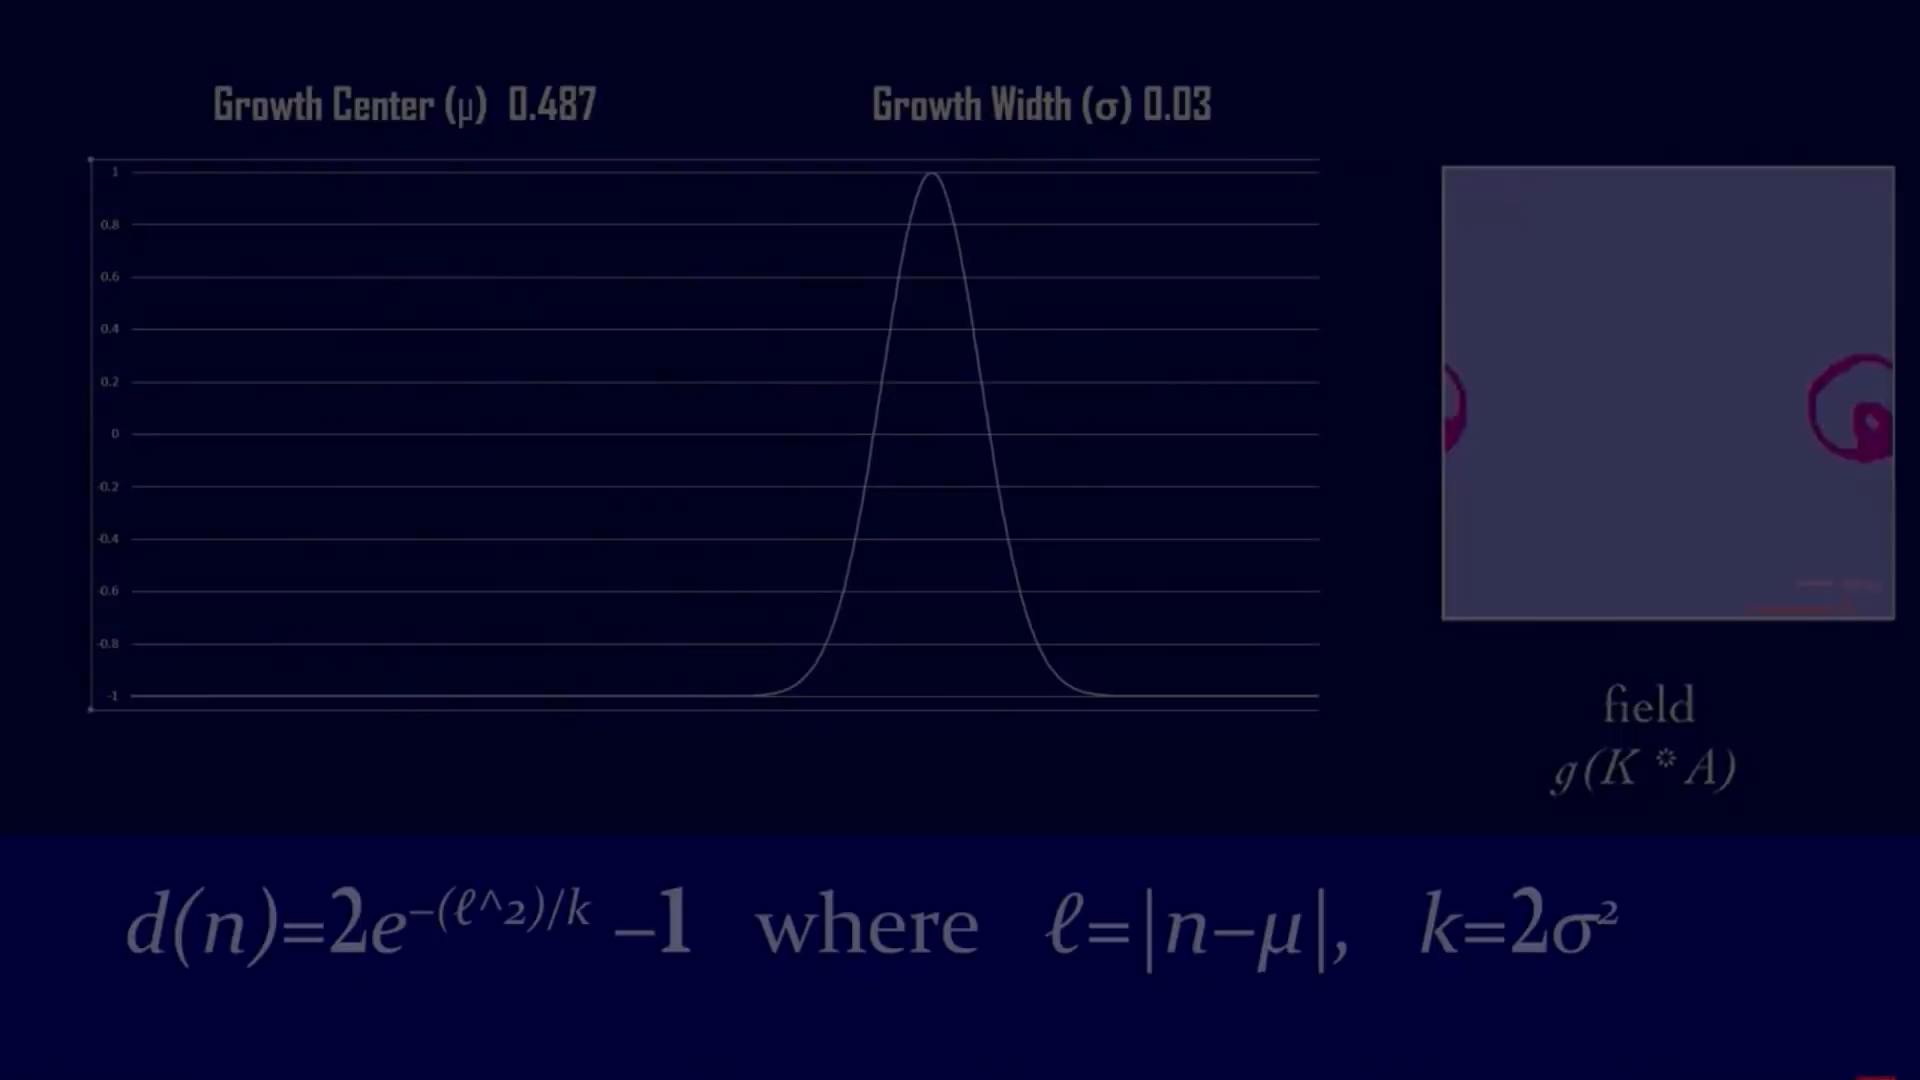 Growth Center (μ) 0.487
Growth Width (σ) 0.03
1
0.8
0.6
0.4
0.2
0
-0.2
-0.4
-0.6
-0.8
-1
field
g(K * A)
d(n)=2e^–(ℓ^2)/k –1 where ℓ=|n–μ|, k=2σ²